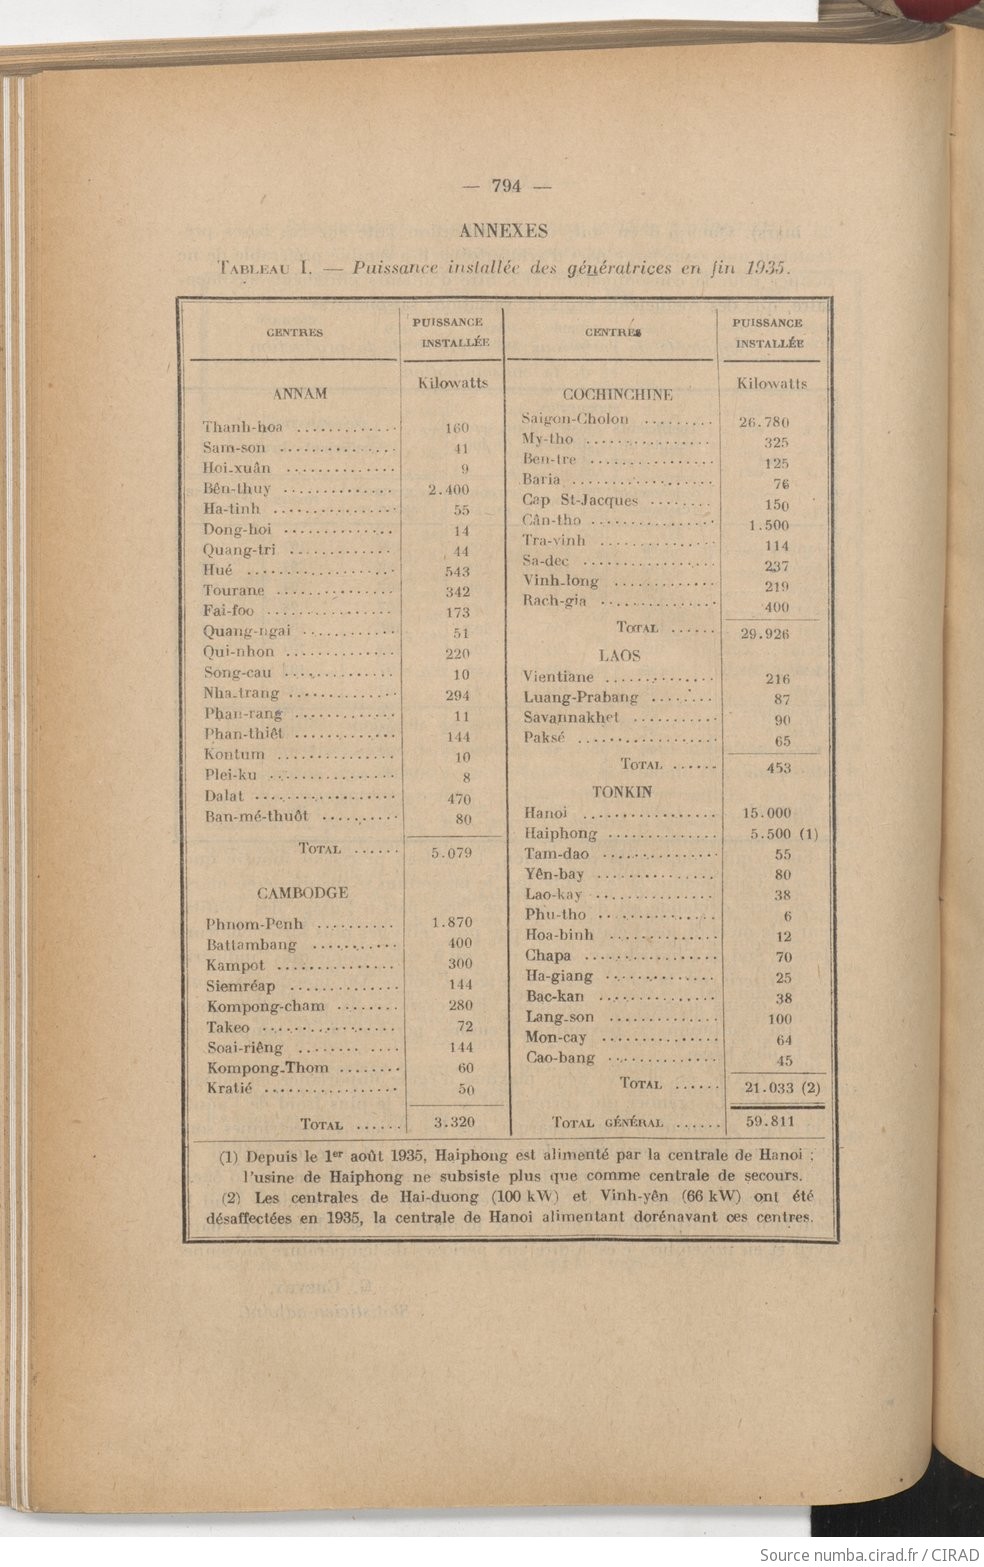 — 794 —
ANNEXES
TABLEAU I. — Puissance installée des génératrices en fin 1935.
CENTRES
PUISSANCE
INSTALLÉE
Kilowatts
ANNAM
Thanh-hoa ............. 160
Sam-son ............... 41
Hoi-xuân .............. 9
Bên-thuy .............. 2.400
Ha-tinh ................ 55
Dong-hoi .............. 14
Quang-tri ............. 44
Hué .................. 543
Tourane ............... 342
Fai-foo ................ 173
Quang-ngai ............ 51
Qui-nhon .............. 220
Song-cau .............. 10
Nha-trang ............. 294
Phan-rang ............. 11
Phan-thiêt ............. 144
Kontum ............... 10
Plei-ku ................ 8
Dalat .................. 470
Ban-mé-thuôt .......... 80
TOTAL ...... 5.079
CAMBODGE
Phnom-Penh .......... 1.870
Battambang ........... 400
Kampot ............... 300
Siemréap .............. 144
Kompong-cham ........ 280
Takeo ................. 72
Soai-riêng ........ .... 144
Kompong-Thom ........ 60
Kratié ................. 50
TOTAL ...... 3.320
CENTRES
PUISSANCE
INSTALLÉE
Kilowatts
COCHINCHINE
Saigon-Cholon ......... 26.780
My-tho ................ 325
Ben-tre ................ 125
Baria .................. 76
Cap St-Jacques ........ 150
Cân-tho ................ 1.500
Tra-vinh ............... 114
Sa-dec ................. 237
Vinh-long ............. 219
Rach-gia ............... 400
TOTAL ...... 29.926
LAOS
Vientiane .............. 216
Luang-Prabang ........ 87
Savannakhet ........... 90
Paksé .................. 65
TOTAL ...... 453
TONKIN
Hanoi ................. 15.000
Haiphong .............. 5.500 (1)
Tam-dao ............... 55
Yên-bay ............... 80
Lao-kay ............... 38
Phu-tho ............... 6
Hoa-binh .............. 12
Chapa ................. 70
Ha-giang .............. 25
Bac-kan ............... 38
Lang-son .............. 100
Mon-cay ............... 64
Cao-bang .............. 45
TOTAL ...... 21.033 (2)
TOTAL GÉNÉRAL ...... 59.811
(1) Depuis le 1er août 1935, Haiphong est alimenté par la centrale de Hanoi ;
l'usine de Haiphong ne subsiste plus que comme centrale de secours.
(2) Les centrales de Hai-duong (100 kW) et Vinh-yên (66 kW) ont été
désaffectées en 1935, la centrale de Hanoi alimentant dorénavant ces centres.
Source numba.cirad.fr / CIRAD